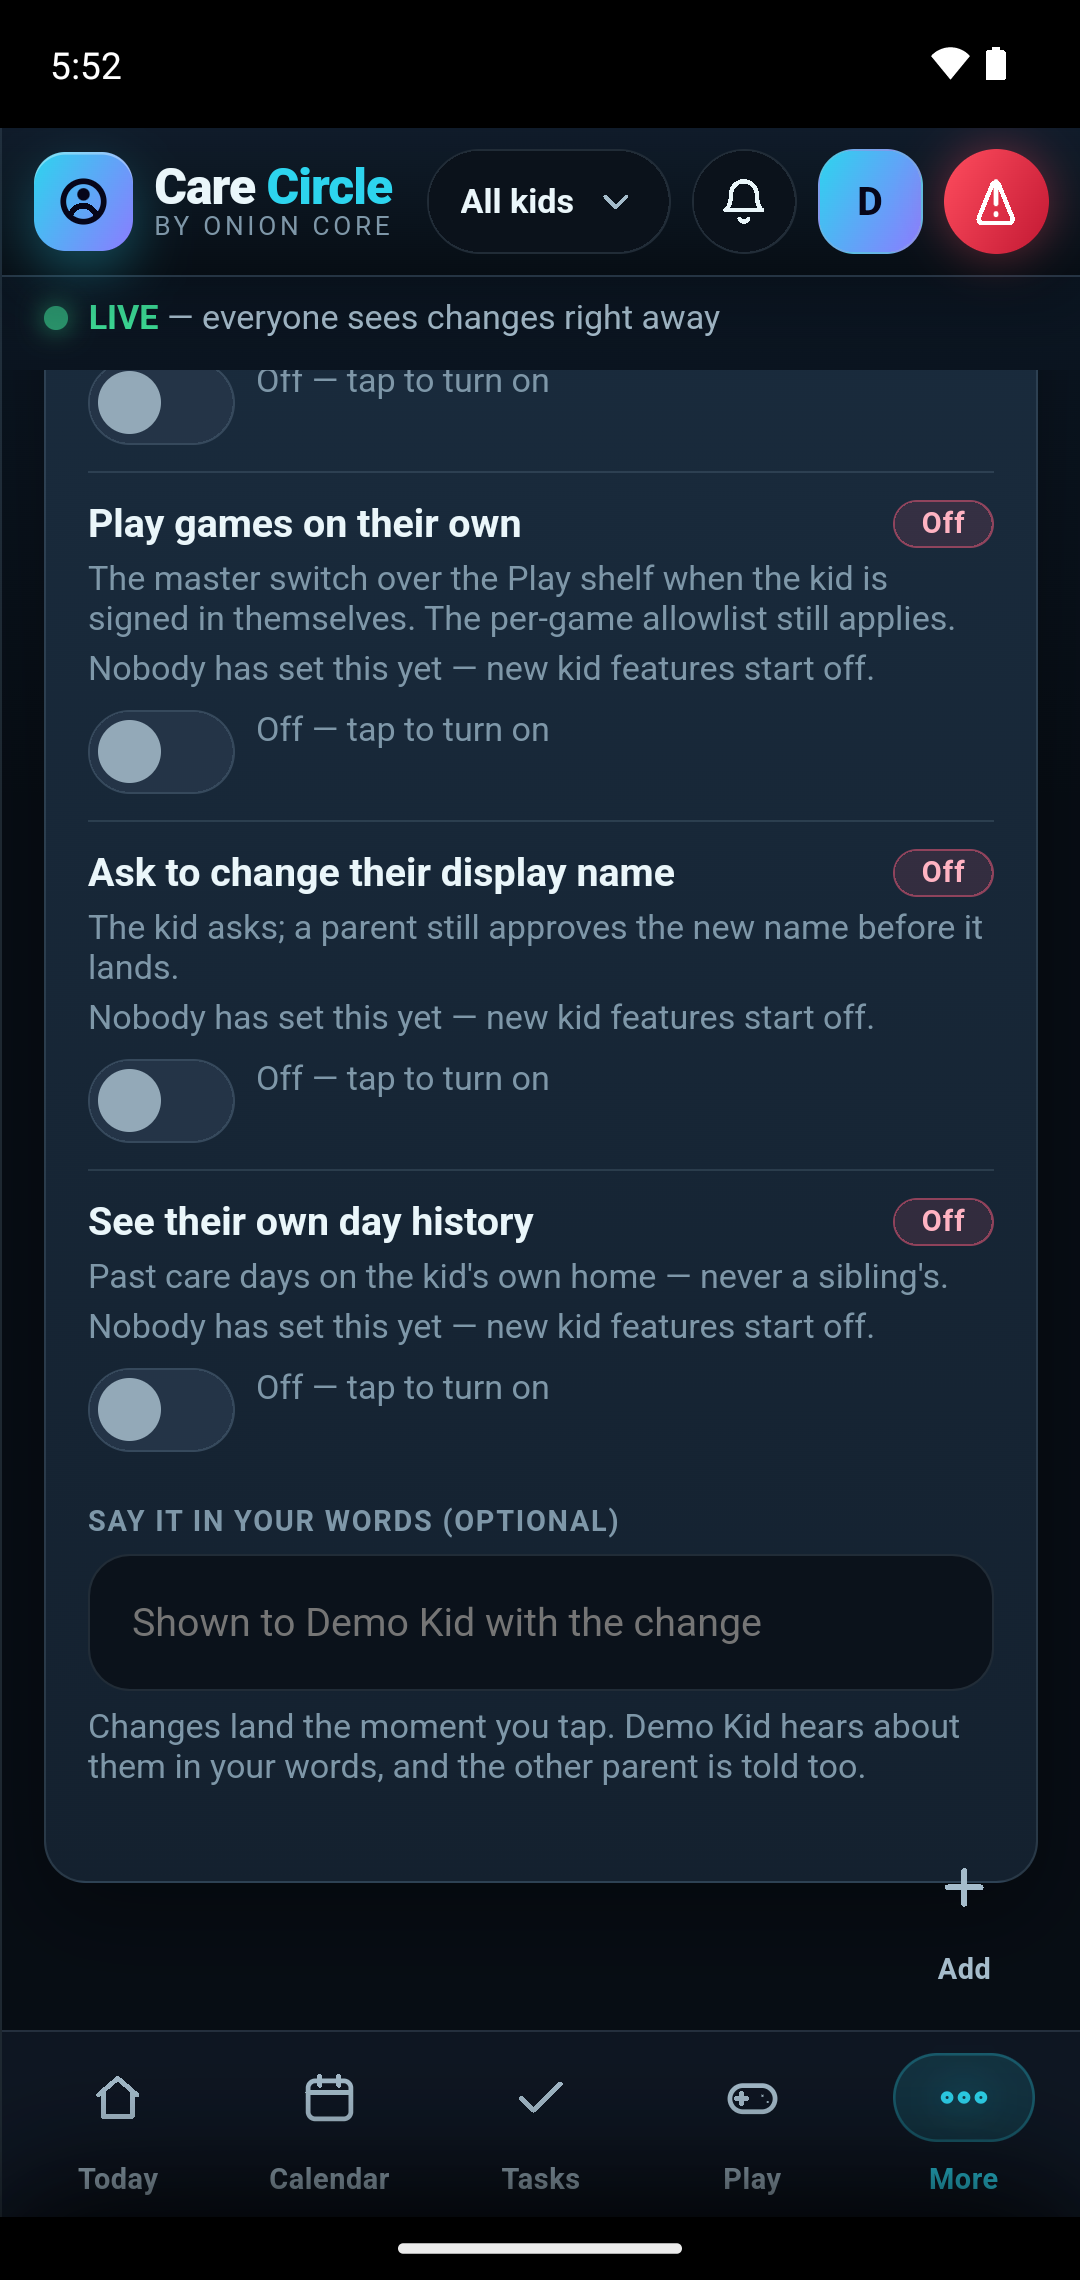 5:52
Care Circle
BY ONION CORE
All kids
D
LIVE — everyone sees changes right away
Off — tap to turn on
Play games on their own
Off
The master switch over the Play shelf when the kid is
signed in themselves. The per-game allowlist still applies.
Nobody has set this yet — new kid features start off.
Off — tap to turn on
Ask to change their display name
Off
The kid asks; a parent still approves the new name before it
lands.
Nobody has set this yet — new kid features start off.
Off — tap to turn on
See their own day history
Off
Past care days on the kid's own home — never a sibling's.
Nobody has set this yet — new kid features start off.
Off — tap to turn on
SAY IT IN YOUR WORDS (OPTIONAL)
Shown to Demo Kid with the change
Changes land the moment you tap. Demo Kid hears about
them in your words, and the other parent is told too.
Add
Today
Calendar
Tasks
Play
More